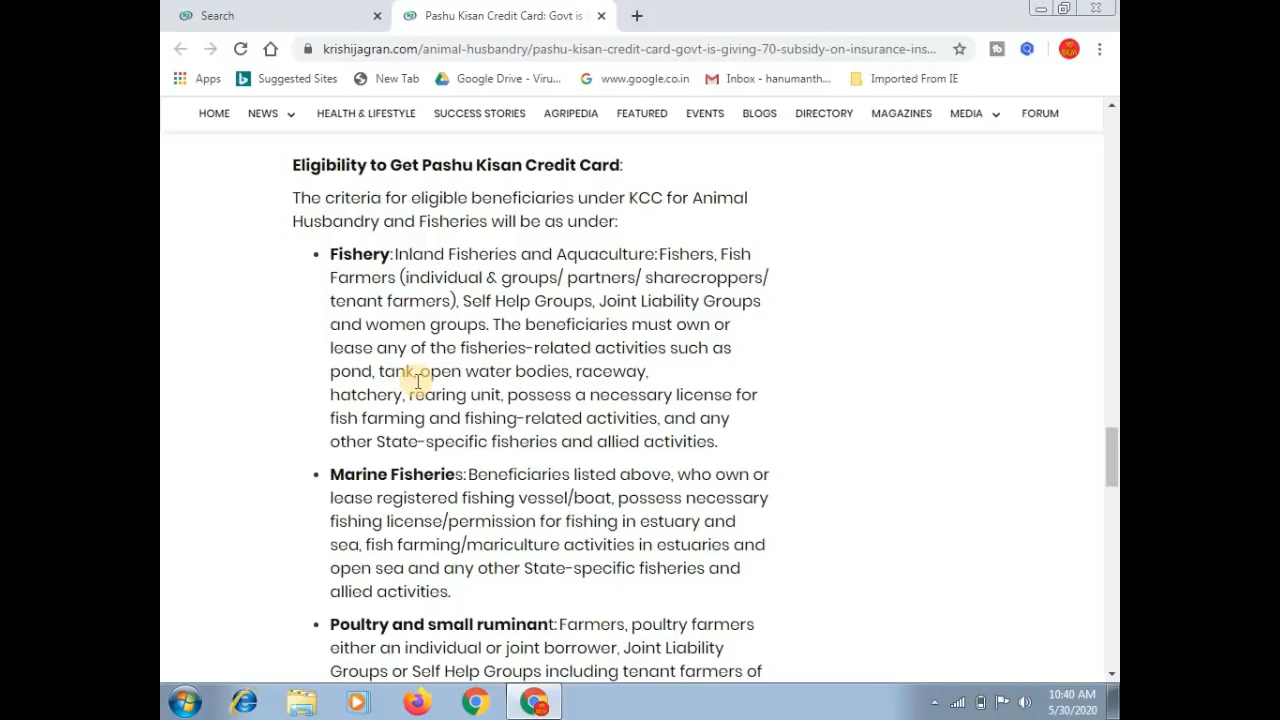 Search
Pashu Kisan Credit Card: Govt is
krishijagran.com/animal-husbandry/pashu-kisan-credit-card-govt-is-giving-70-subsidy-on-insurance-ins...
Apps Suggested Sites New Tab Google Drive - Viru... www.google.co.in Inbox - hanumanth... Imported From IE
HOME NEWS HEALTH & LIFESTYLE SUCCESS STORIES AGRIPEDIA FEATURED EVENTS BLOGS DIRECTORY MAGAZINES MEDIA FORUM
Eligibility to Get Pashu Kisan Credit Card:
The criteria for eligible beneficiaries under KCC for Animal
Husbandry and Fisheries will be as under:
• Fishery: Inland Fisheries and Aquaculture: Fishers, Fish
Farmers (individual & groups/ partners/ sharecroppers/
tenant farmers), Self Help Groups, Joint Liability Groups
and women groups. The beneficiaries must own or
lease any of the fisheries-related activities such as
pond, tank, open water bodies, raceway,
hatchery, rearing unit, possess a necessary license for
fish farming and fishing-related activities, and any
other State-specific fisheries and allied activities.
• Marine Fisheries: Beneficiaries listed above, who own or
lease registered fishing vessel/boat, possess necessary
fishing license/permission for fishing in estuary and
sea, fish farming/mariculture activities in estuaries and
open sea and any other State-specific fisheries and
allied activities.
• Poultry and small ruminant: Farmers, poultry farmers
either an individual or joint borrower, Joint Liability
Groups or Self Help Groups including tenant farmers of
10:40 AM
5/30/2020